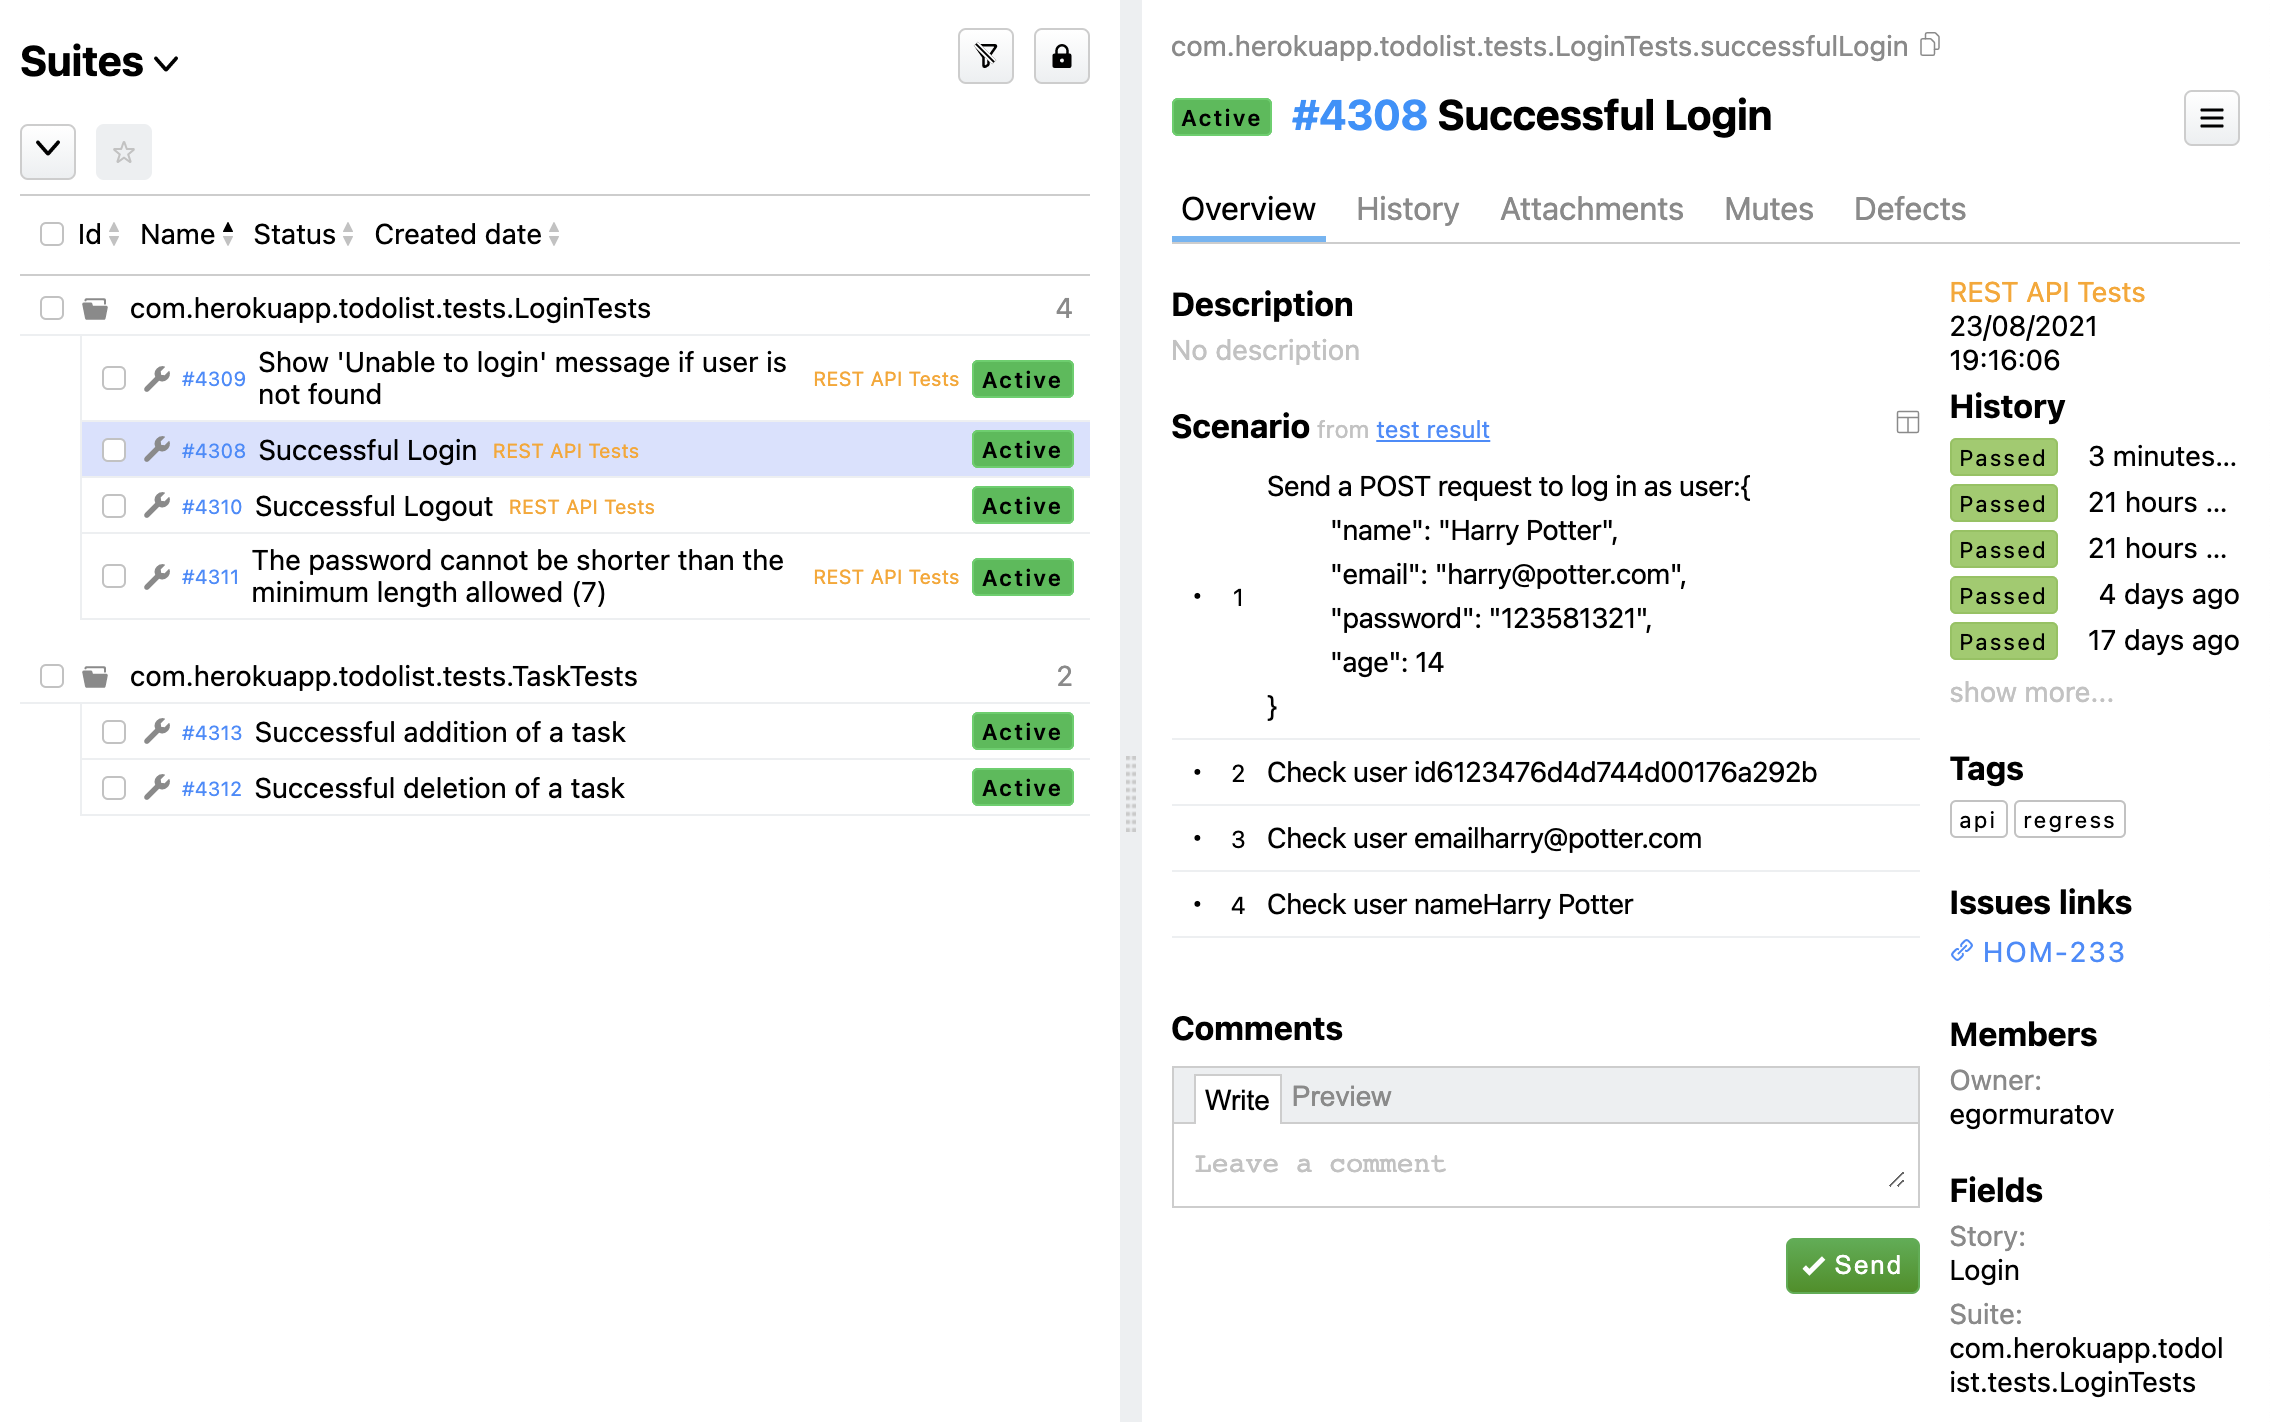 Suites
Id Name Status Created date
com.herokuapp.todolist.tests.LoginTests 4
#4309 Show 'Unable to login' message if user is
not found
REST API Tests Active
#4308 Successful Login REST API Tests Active
#4310 Successful Logout REST API Tests Active
#4311 The password cannot be shorter than the
minimum length allowed (7)
REST API Tests Active
com.herokuapp.todolist.tests.TaskTests 2
#4313 Successful addition of a task Active
#4312 Successful deletion of a task Active
com.herokuapp.todolist.tests.LoginTests.successfulLogin
Active #4308 Successful Login
Overview History Attachments Mutes Defects
Description
No description
Scenario from test result
1 Send a POST request to log in as user:{
"name": "Harry Potter",
"email": "harry@potter.com",
"password": "123581321",
"age": 14
}
2 Check user id6123476d4d744d00176a292b
3 Check user emailharry@potter.com
4 Check user nameHarry Potter
Comments
Write Preview
Leave a comment
Send
REST API Tests
23/08/2021
19:16:06
History
Passed 3 minutes...
Passed 21 hours ...
Passed 21 hours ...
Passed 4 days ago
Passed 17 days ago
show more...
Tags
api regress
Issues links
HOM-233
Members
Owner:
egormuratov
Fields
Story:
Login
Suite:
com.herokuapp.todol
ist.tests.LoginTests